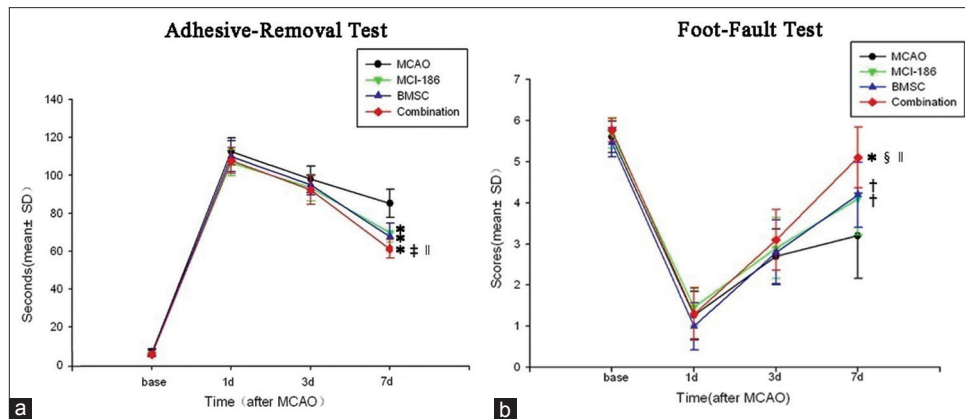 Adhesive-Removal Test
MCAO
MCI-186
BMSC
Combination
140
120
100
80
60
40
20
0
Seconds(mean± SD)
*
*
* ‡ ||
base 1d 3d 7d
Time (after MCAO)
a
Foot-Fault Test
MCAO
MCI-186
BMSC
Combination
7
6
5
4
3
2
1
0
Scores(mean± SD)
* § ||
†
†
base 1d 3d 7d
Time(after MCAO)
b